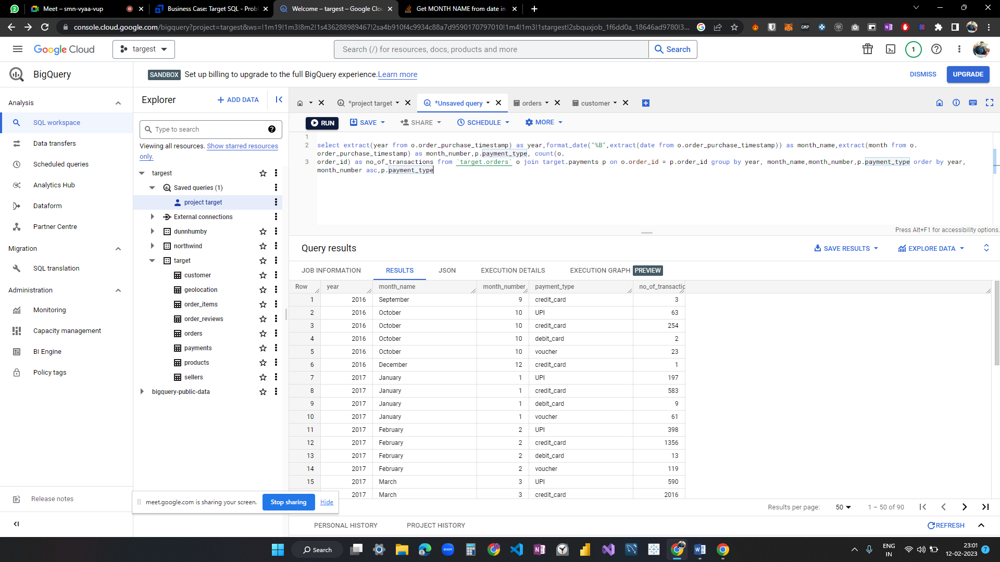 Meet – smn-vyaa-vup
Business Case: Target SQL - Prob
Welcome – targest – Google Clou
Get MONTH NAME from date in
console.cloud.google.com/bigquery?project=targest&ws=!1m19!1m3!8m2!1s436288989467!2sa4b910f4c9934c88a7d9590170797010!1m4!1m3!1stargest!2sbquxjob_1f6dd0a_18646ad9780!3...
Google Cloud
targest
Search (/) for resources, docs, products and more
Search
1
BigQuery
SANDBOX Set up billing to upgrade to the full BigQuery experience. Learn more
DISMISS
UPGRADE
Analysis
SQL workspace
Data transfers
Scheduled queries
Analytics Hub
Dataform
Partner Centre
Migration
SQL translation
Administration
Monitoring
Capacity management
BI Engine
Policy tags
Release notes
Explorer
+ ADD DATA
Type to search
Viewing all resources. Show starred resources
only.
targest
Saved queries (1)
project target
External connections
dunnhumby
northwind
target
customer
geolocation
order_items
order_reviews
orders
payments
products
sellers
bigquery-public-data
*project target
*Unsaved query
orders
customer
RUN
SAVE
SHARE
SCHEDULE
MORE
1
2 select extract(year from o.order_purchase_timestamp) as year,format_date("%B",extract(date from o.order_purchase_timestamp)) as month_name,extract(month from o.
order_purchase_timestamp) as month_number,p.payment_type, count(o.
3 order_id) as no_of_transactions from `target.orders` o join target.payments p on o.order_id = p.order_id group by year, month_name,month_number,p.payment_type order by year,
month_number asc,p.payment_type
Press Alt+F1 for accessibility options.
Query results
SAVE RESULTS
EXPLORE DATA
JOB INFORMATION
RESULTS
JSON
EXECUTION DETAILS
EXECUTION GRAPH PREVIEW
Row year month_name month_number payment_type no_of_transactic
1 2016 September 9 credit_card 3
2 2016 October 10 UPI 63
3 2016 October 10 credit_card 254
4 2016 October 10 debit_card 2
5 2016 October 10 voucher 23
6 2016 December 12 credit_card 1
7 2017 January 1 UPI 197
8 2017 January 1 credit_card 583
9 2017 January 1 debit_card 9
10 2017 January 1 voucher 61
11 2017 February 2 UPI 398
12 2017 February 2 credit_card 1356
13 2017 February 2 debit_card 13
14 2017 February 2 voucher 119
15 2017 March 3 UPI 590
2017 March 3 credit_card 2016
meet.google.com is sharing your screen.
Stop sharing
Hide
Results per page: 50 1 – 50 of 90
PERSONAL HISTORY
PROJECT HISTORY
REFRESH
Search
zoom
ENG
IN
23:01
12-02-2023
7